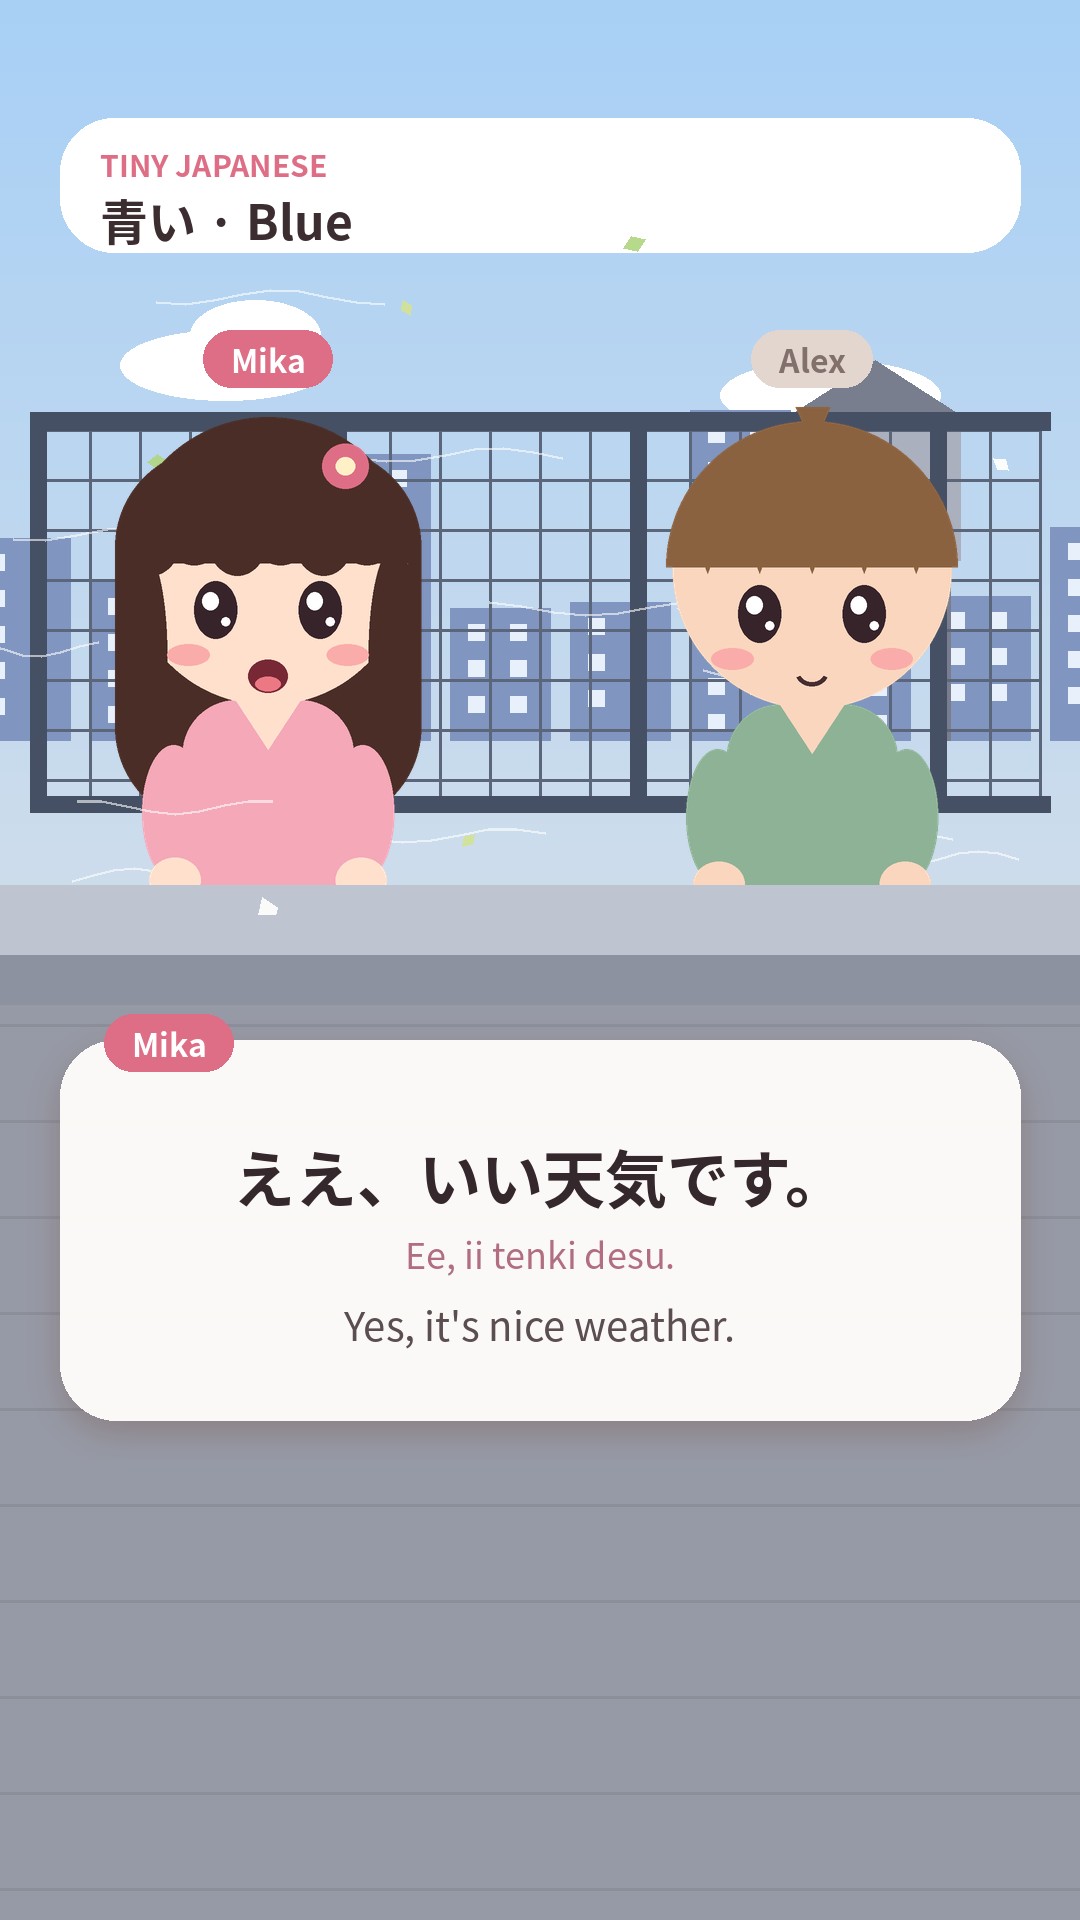 TINY JAPANESE
青い・Blue
Mika
Alex
Mika
ええ、いい天気です。
Ee, ii tenki desu.
Yes, it's nice weather.